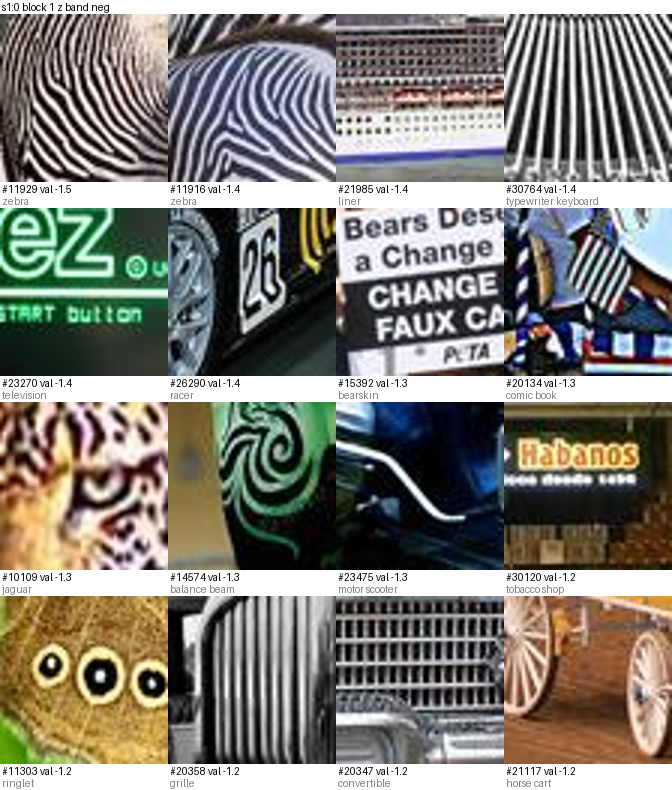 s1:0 block 1 z band neg
#11929 val -1.5
zebra
#11916 val -1.4
zebra
#21985 val -1.4
liner
#30764 val -1.4
typewriter keyboard
ez
START button
#23270 val -1.4
television
26
#26290 val -1.4
racer
Bears Dese
a Change
CHANGE
FAUX CA
PETA
#15392 val -1.3
bearskin
#20134 val -1.3
comic book
#10109 val -1.3
jaguar
#14574 val -1.3
balance beam
#23475 val -1.3
motor scooter
Habanos
#30120 val -1.2
tobacco shop
#11303 val -1.2
ringlet
#20358 val -1.2
grille
#20347 val -1.2
convertible
#21117 val -1.2
horse cart